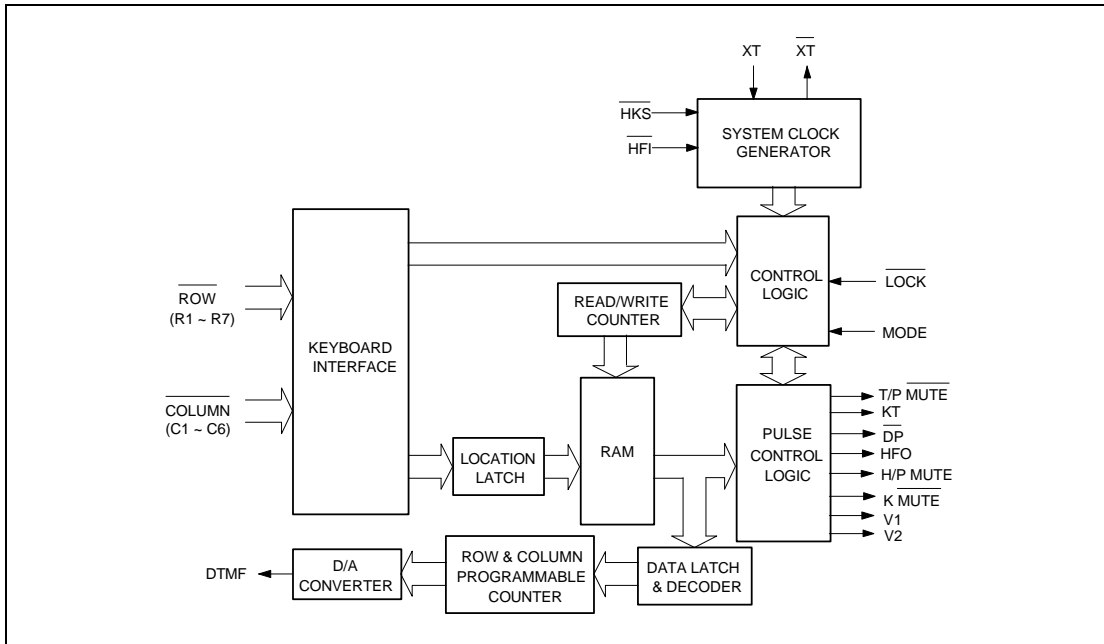 XT
XT
HKS
HFI
SYSTEM CLOCK
GENERATOR
ROW
(R1 ~ R7)
COLUMN
(C1 ~ C6)
KEYBOARD
INTERFACE
READ/WRITE
COUNTER
CONTROL
LOGIC
LOCK
MODE
LOCATION
LATCH
RAM
PULSE
CONTROL
LOGIC
T/P MUTE
KT
DP
HFO
H/P MUTE
K MUTE
V1
V2
DTMF
D/A
CONVERTER
ROW & COLUMN
PROGRAMMABLE
COUNTER
DATA LATCH
& DECODER